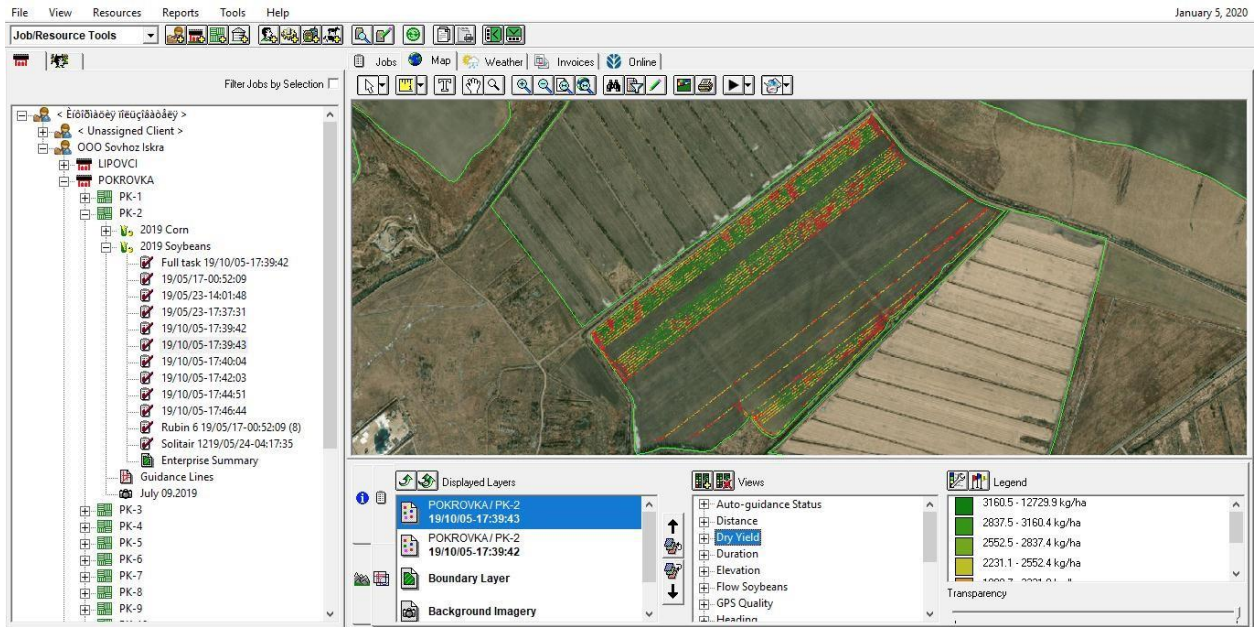 File View Resources Reports Tools Help
January 5, 2020
Job/Resource Tools
Jobs Map Weather Invoices Online
Filter Jobs by Selection
< Èíôîðìàöèÿ ïîëüçîâàòåëÿ >
< Unassigned Client >
OOO Sovhoz Iskra
LIPOVCI
POKROVKA
PK-1
PK-2
2019 Corn
2019 Soybeans
Full task 19/10/05-17:39:42
19/05/17-00:52:09
19/05/23-14:01:48
19/05/23-17:37:31
19/10/05-17:39:42
19/10/05-17:39:43
19/10/05-17:40:04
19/10/05-17:42:03
19/10/05-17:44:51
19/10/05-17:46:44
Rubin 6 19/05/17-00:52:09 (8)
Solitair 1219/05/24-04:17:35
Enterprise Summary
Guidance Lines
July 09.2019
PK-3
PK-4
PK-5
PK-6
PK-7
PK-8
PK-9
Displayed Layers
POKROVKA/ PK-2
19/10/05-17:39:43
POKROVKA/ PK-2
19/10/05-17:39:42
Boundary Layer
Background Imagery
Views
Auto-guidance Status
Distance
Dry Yield
Duration
Elevation
Flow Soybeans
GPS Quality
Heading
Legend
3160.5 - 12729.9 kg/ha
2837.5 - 3160.4 kg/ha
2552.5 - 2837.4 kg/ha
2231.1 - 2552.4 kg/ha
Transparency